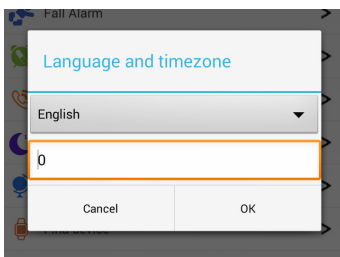 Fall Alarm
Language and timezone
English
0
Cancel
OK
Find device